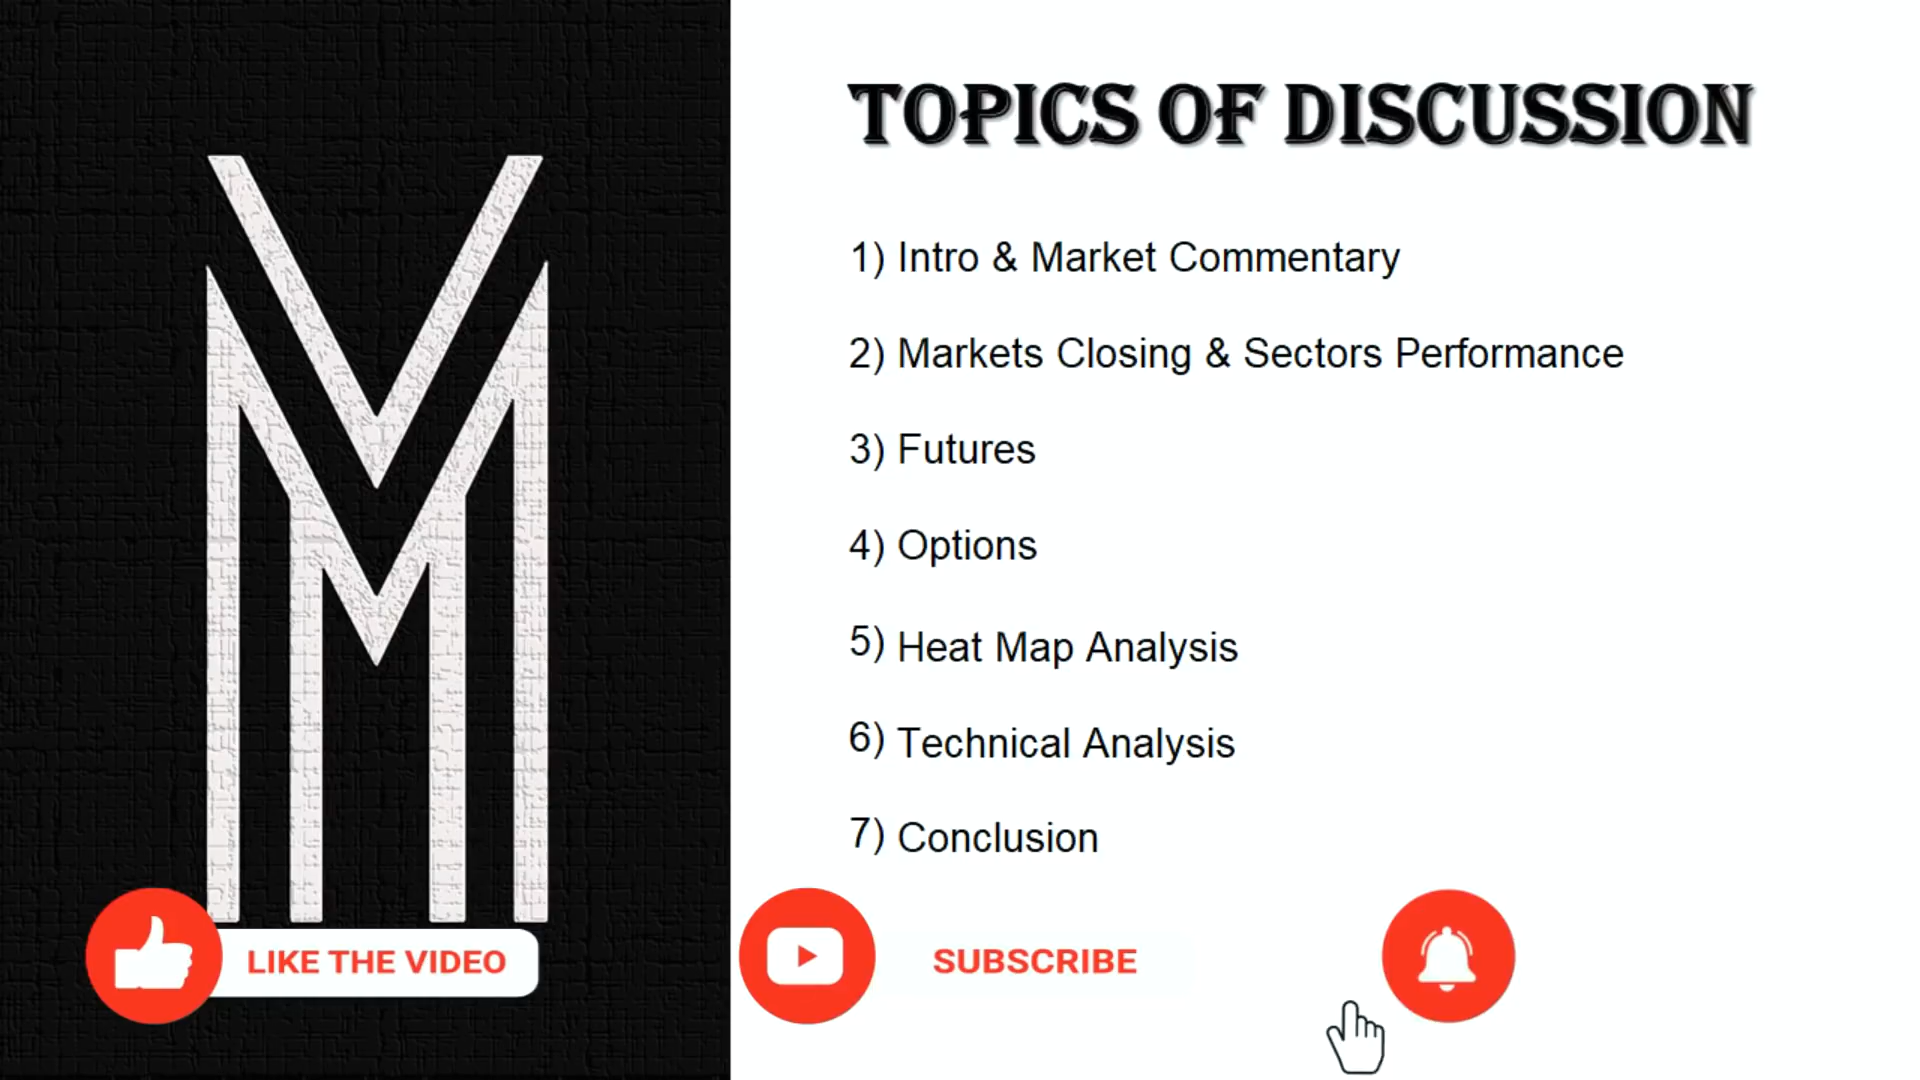 TOPICS OF DISCUSSION
1) Intro & Market Commentary
2) Markets Closing & Sectors Performance
3) Futures
4) Options
5) Heat Map Analysis
6) Technical Analysis
7) Conclusion
LIKE THE VIDEO
SUBSCRIBE